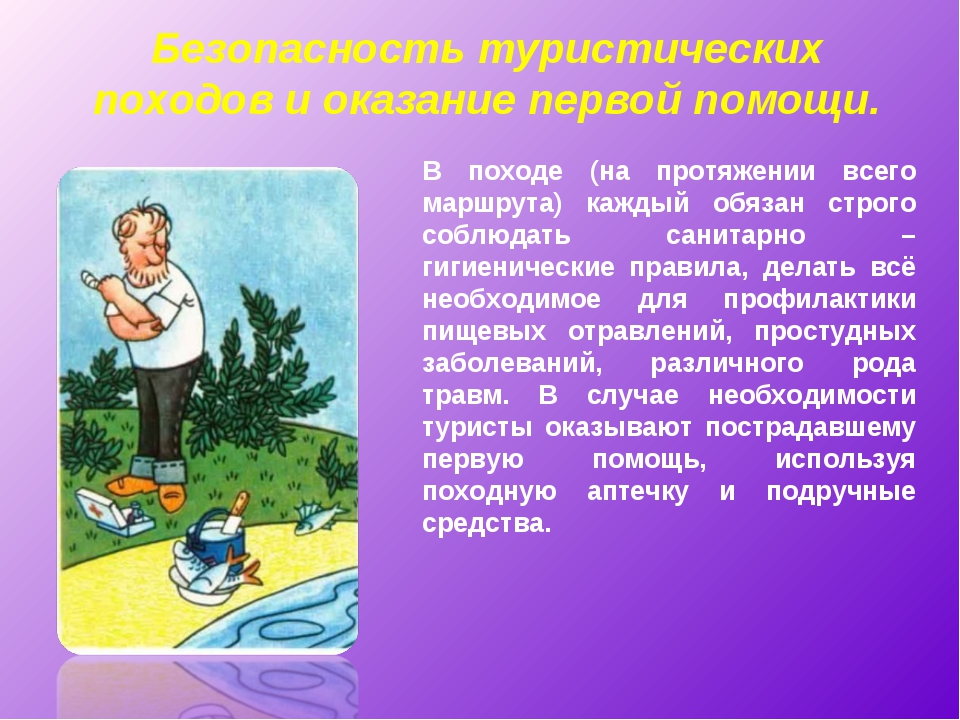 Безопасность туристических
походов и оказание первой помощи.
В походе (на протяжении всего
маршрута) каждый обязан строго
соблюдать санитарно –
гигиенические правила, делать всё
необходимое для профилактики
пищевых отравлений, простудных
заболеваний, различного рода
травм. В случае необходимости
туристы оказывают пострадавшему
первую помощь, используя
походную аптечку и подручные
средства.